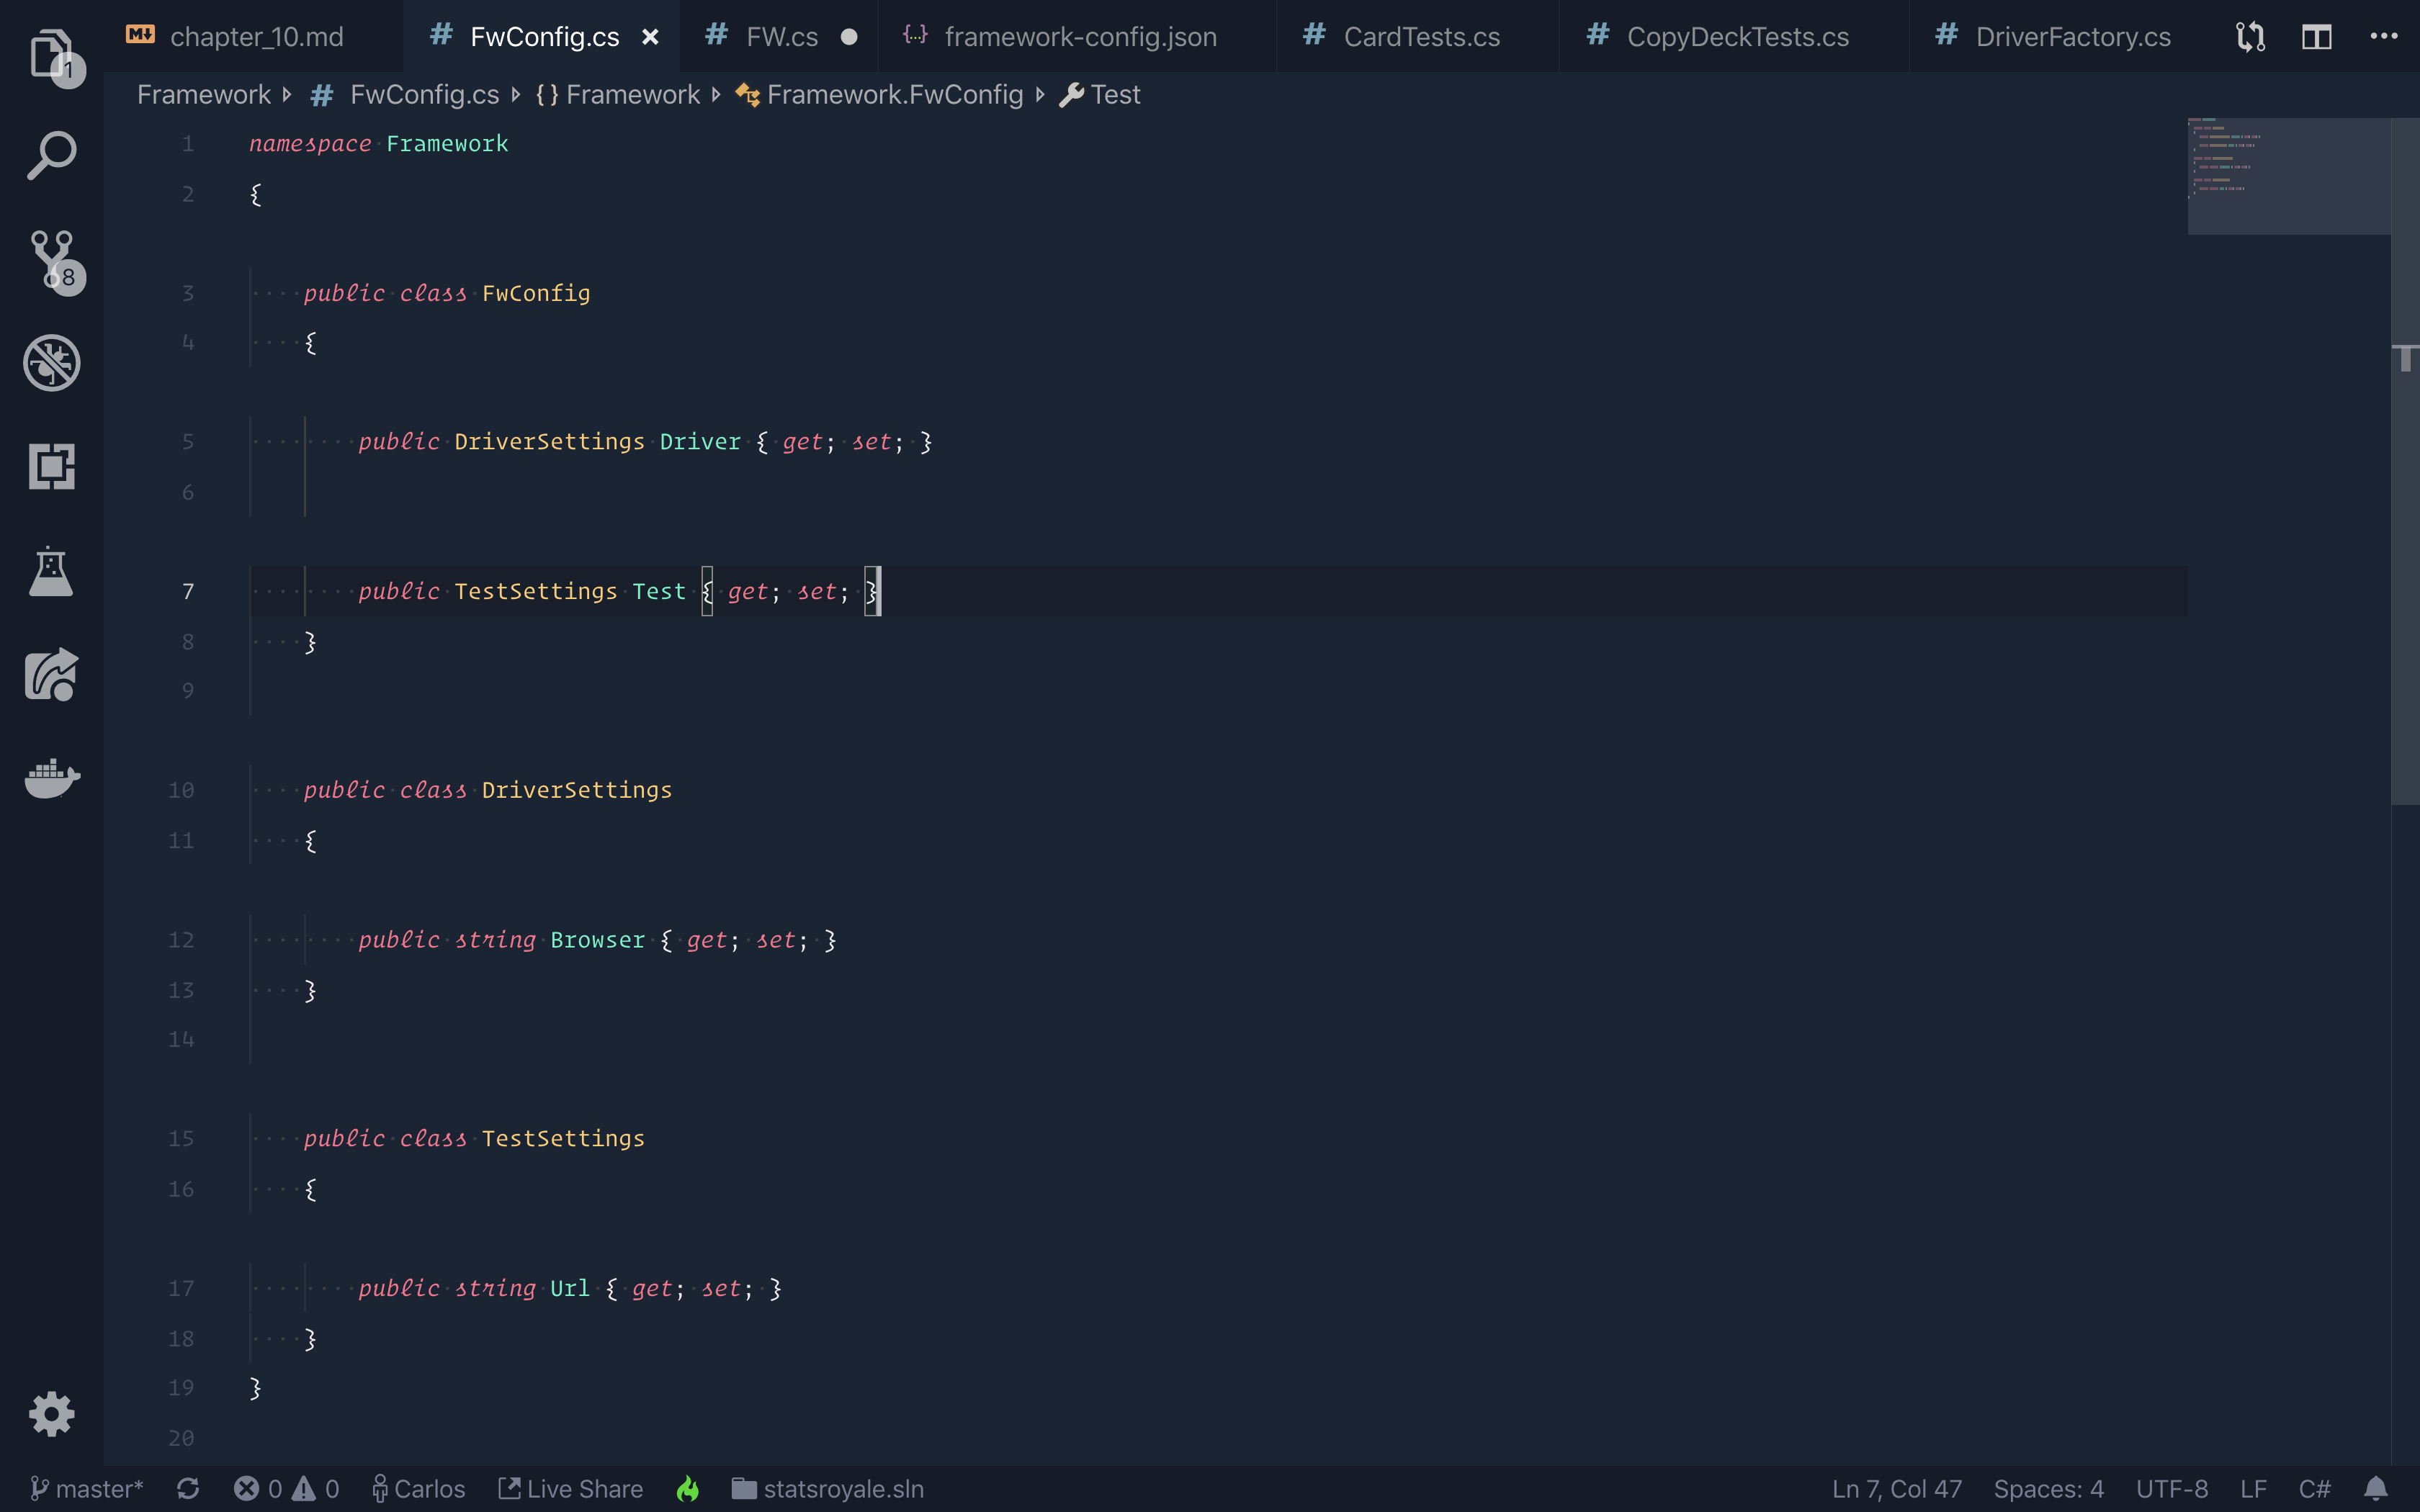 chapter_10.md FwConfig.cs × FW.cs framework-config.json CardTests.cs CopyDeckTests.cs DriverFactory.cs
1
Framework FwConfig.cs {} Framework Framework.FwConfig Test
1 namespace Framework
2 {
8
3 public class FwConfig
4 {
5 public DriverSettings Driver { get; set; }
6
7 public TestSettings Test { get; set; }
8 }
9
10 public class DriverSettings
11 {
12 public string Browser { get; set; }
13 }
14
15 public class TestSettings
16 {
17 public string Url { get; set; }
18 }
19 }
20
master* 0 0 Carlos Live Share statsroyale.sln Ln 7, Col 47 Spaces: 4 UTF-8 LF C#